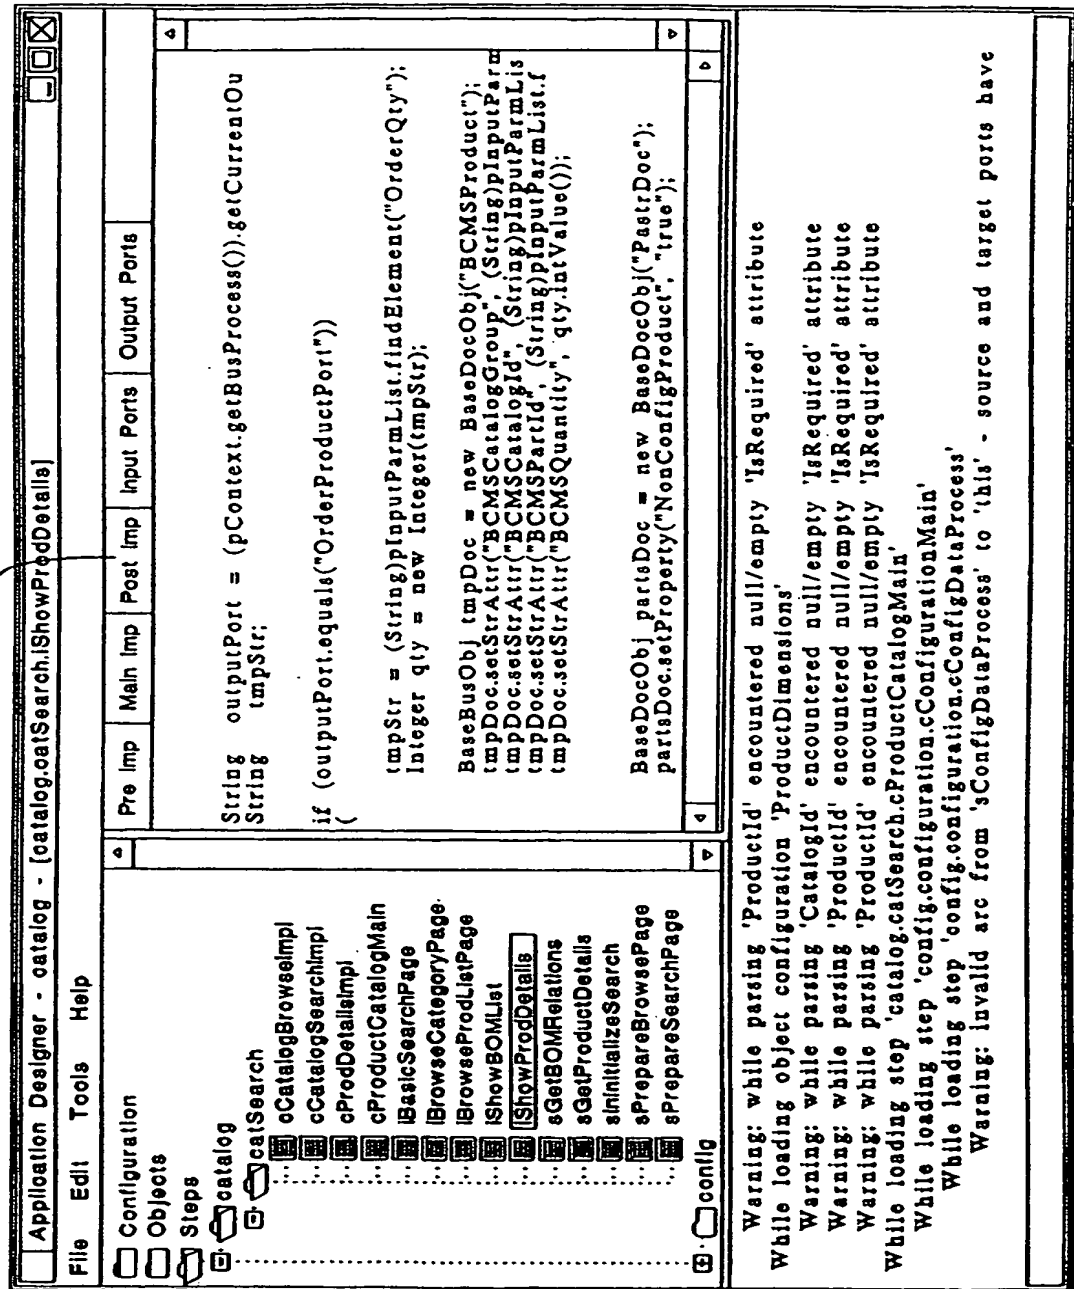 Application Designer - catalog - [catalog.catSearch.iShowProdDetails]
File Edit Tools Help
Configuration
Objects
Steps
catalog
catSearch
cCatalogBrowseImpl
cCatalogSearchImpl
cProdDetailsImpl
cProductCatalogMain
iBasicSearchPage
iBrowseCategoryPage
iBrowseProdListPage
iShowBOMList
iShowProdDetails
sGetBOMRelations
sGetProductDetails
sIninitializeSearch
sPrepareBrowsePage
sPrepareSearchPage
config
Pre Imp Main Imp Post Imp Input Ports Output Ports
String outputPort = (pContext.getBusProcess()).getCurrentOu
String tmpStr;
if (outputPort.equals("OrderProductPort"))
(
tmpStr = (String)pInputParmList.findElement("OrderQty");
Integer qty = new Integer(tmpStr);
BaseBusObj tmpDoc = new BaseDocObj("BCMSProduct");
tmpDoc.setStrAttr("BCMSCatalogGroup", (String)pInputParm
tmpDoc.setStrAttr("BCMSCatalogId", (String)pInputParmLis
tmpDoc.setStrAttr("BCMSPartId", (String)pInputParmList.f
tmpDoc.setStrAttr("BCMSQuantity", qty.intValue());
BaseDocObj partsDoc = new BaseDocObj("PastrDoc");
partsDoc.setProperty("NonConfigProduct", "true");
Warning: while parsing 'ProductId' encountered null/empty 'IsRequired' attribute
While loading object configuration 'ProductDimensions'
Warning: while parsing 'CatalogId' encountered null/empty 'IsRequired' attribute
Warning: while parsing 'ProductId' encountered null/empty 'IsRequired' attribute
Warning: while parsing 'ProductId' encountered null/empty 'IsRequired' attribute
While loading step 'catalog.catSearch.cProductCatalogMain'
While loading step 'config.configuration.cConfigurationMain'
While loading step 'config.configuration.cConfigDataProcess'
Warning: invalid arc from 'sConfigDataProcess' to 'this' - source and target ports have